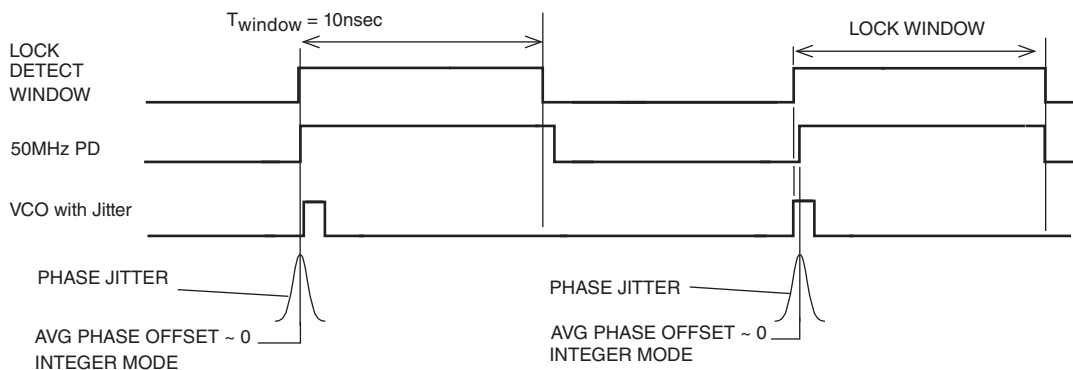 T window = 10nsec
LOCK WINDOW
LOCK
DETECT
WINDOW
50MHz PD
VCO with Jitter
PHASE JITTER
AVG PHASE OFFSET ~ 0
INTEGER MODE
PHASE JITTER
AVG PHASE OFFSET ~ 0
INTEGER MODE